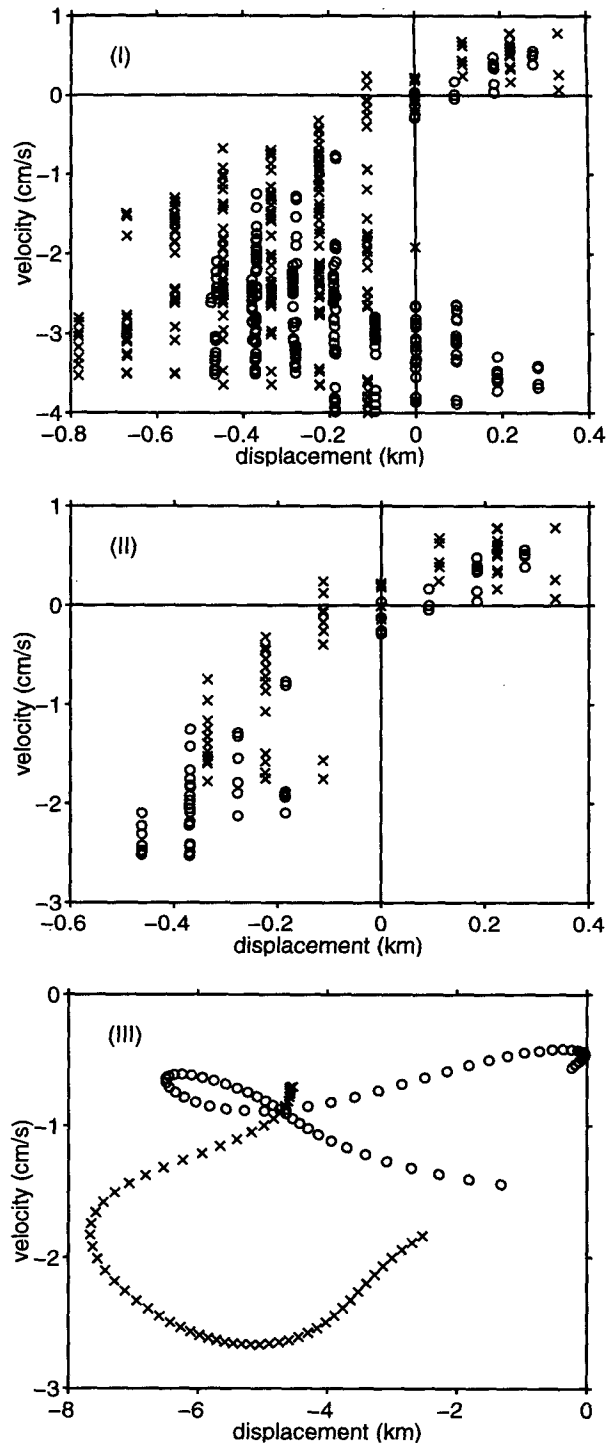 (I)
1
0
−1
−2
−3
−4
velocity (cm/s)
−0.8 −0.6 −0.4 −0.2 0 0.2 0.4
displacement (km)
(II)
1
0
−1
−2
−3
velocity (cm/s)
−0.6 −0.4 −0.2 0 0.2 0.4
displacement (km)
(III)
0
−1
−2
−3
velocity (cm/s)
−8 −6 −4 −2 0
displacement (km)